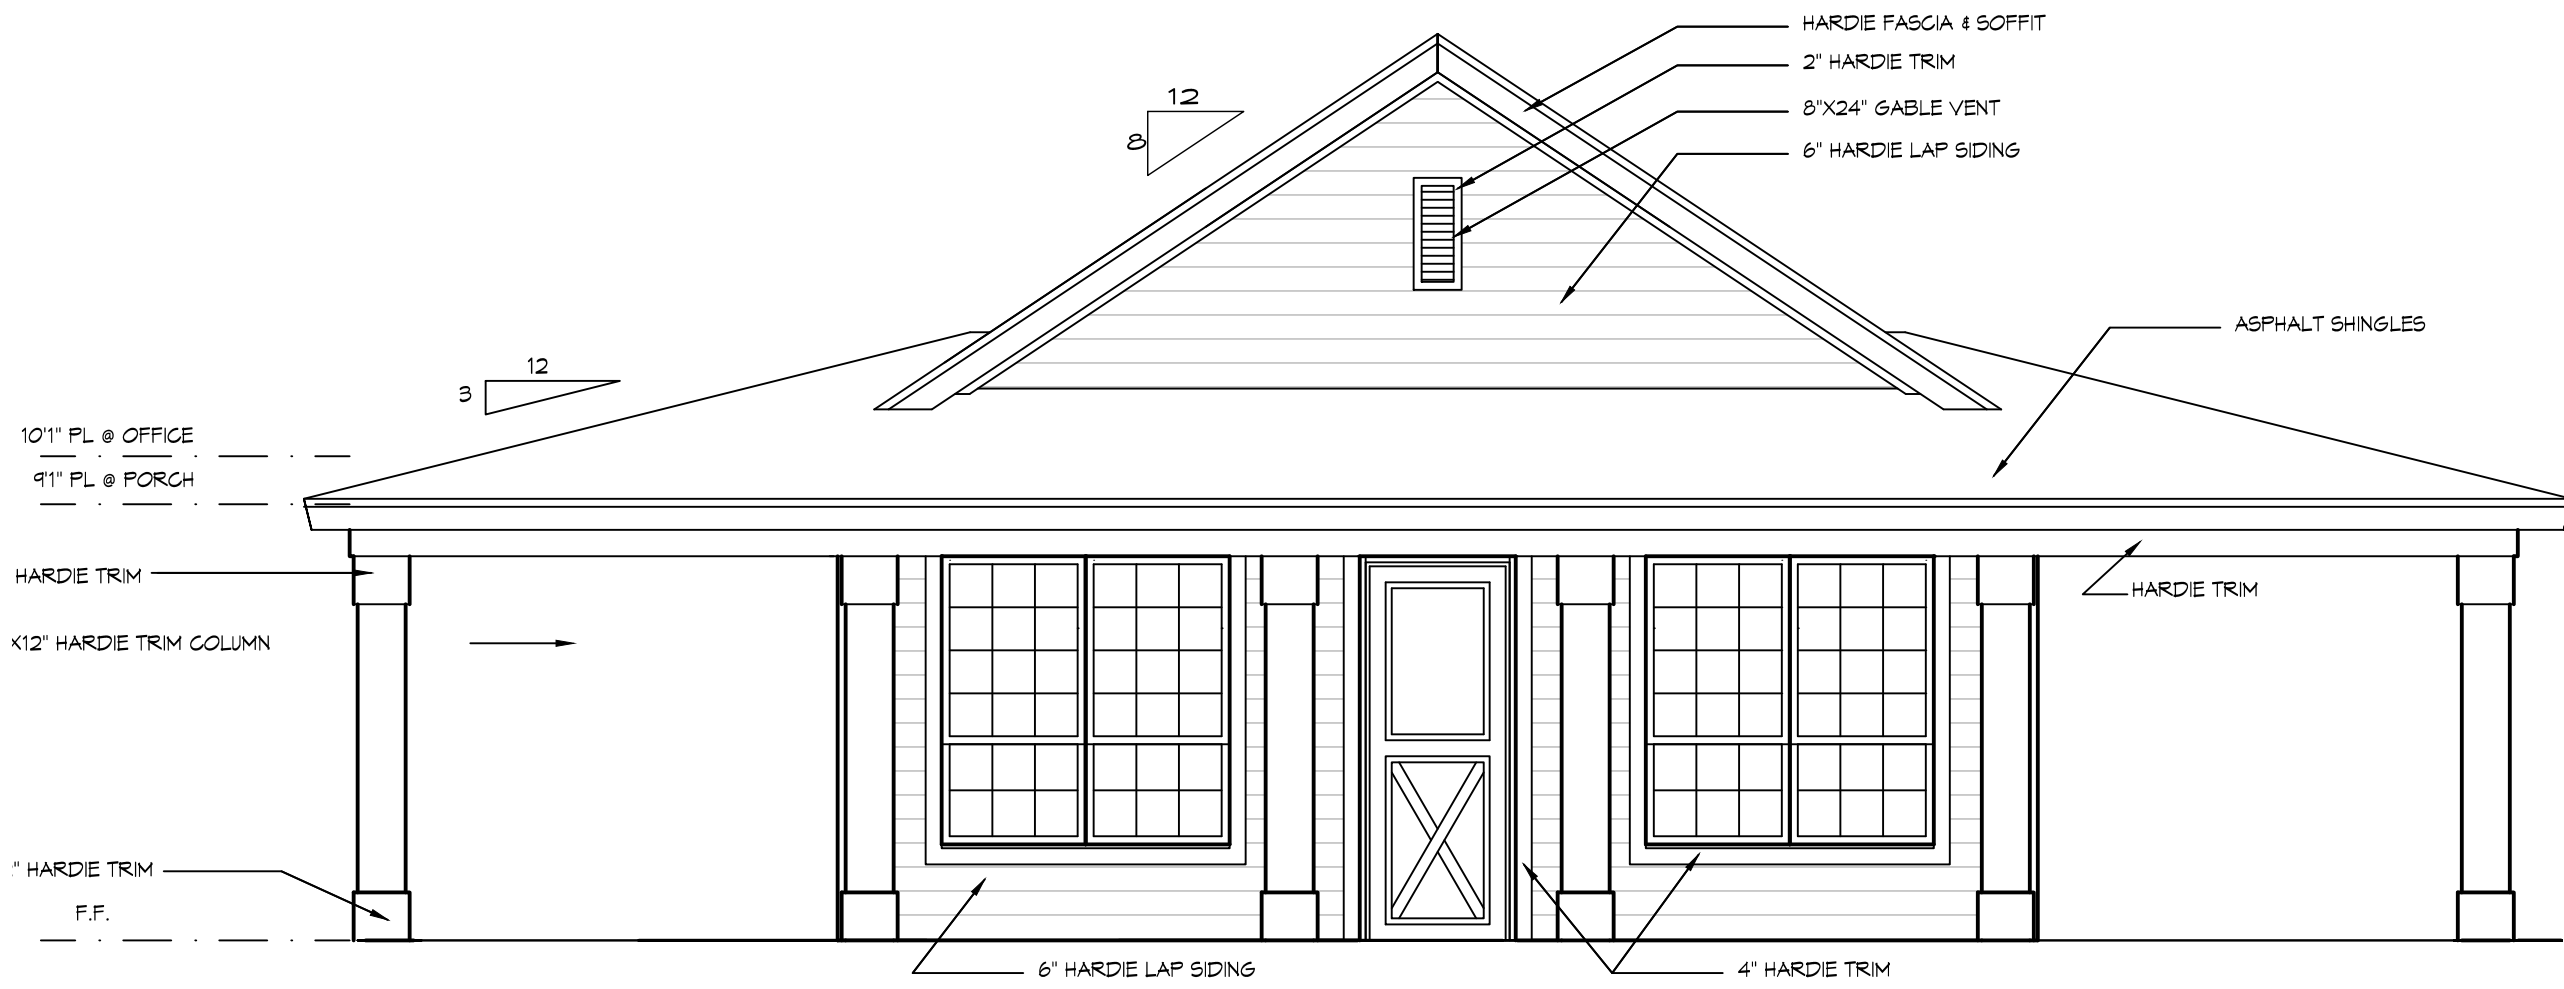 HARDIE FASCIA & SOFFIT
2" HARDIE TRIM
12
8"X24" GABLE VENT
8
6" HARDIE LAP SIDING
ASPHALT SHINGLES
12
3
10'1" PL @ OFFICE
9'1" PL @ PORCH
HARDIE TRIM
HARDIE TRIM
X12" HARDIE TRIM COLUMN
" HARDIE TRIM
F.F.
6" HARDIE LAP SIDING
4" HARDIE TRIM